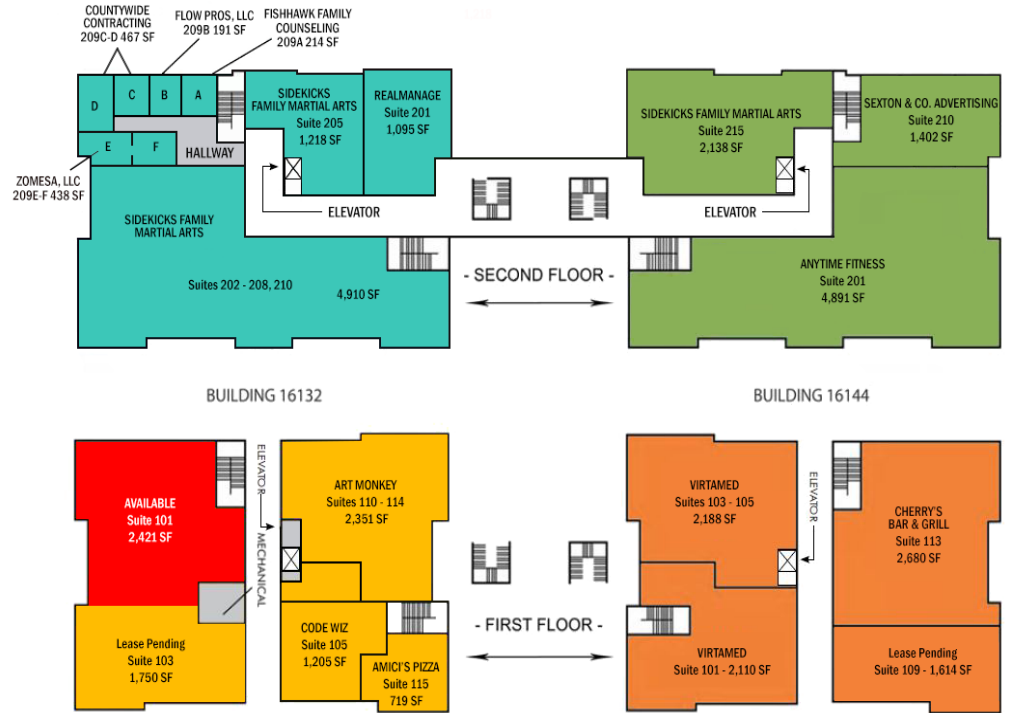 COUNTYWIDE
CONTRACTING
209C-D 467 SF
FLOW PROS, LLC
209B 191 SF
FISHHAWK FAMILY
COUNSELING
209A 214 SF
D
C
B
A
E
F
HALLWAY
ZOMESA, LLC
209E-F 438 SF
SIDEKICKS
FAMILY MARTIAL ARTS
Suite 205
1,218 SF
REALMANAGE
Suite 201
1,095 SF
ELEVATOR
SIDEKICKS FAMILY
MARTIAL ARTS
Suites 202 - 208, 210
4,910 SF
SIDEKICKS FAMILY MARTIAL ARTS
Suite 215
2,138 SF
SEXTON & CO. ADVERTISING
Suite 210
1,402 SF
ELEVATOR
ANYTIME FITNESS
Suite 201
4,891 SF
- SECOND FLOOR -
BUILDING 16132
BUILDING 16144
AVAILABLE
Suite 101
2,421 SF
ELEVATOR
MECHANICAL
ART MONKEY
Suites 110 - 114
2,351 SF
Lease Pending
Suite 103
1,750 SF
CODE WIZ
Suite 105
1,205 SF
AMICI'S PIZZA
Suite 115
719 SF
- FIRST FLOOR -
VIRTAMED
Suites 103 - 105
2,188 SF
ELEVATOR
CHERRY'S
BAR & GRILL
Suite 113
2,680 SF
VIRTAMED
Suite 101 - 2,110 SF
Lease Pending
Suite 109 - 1,614 SF